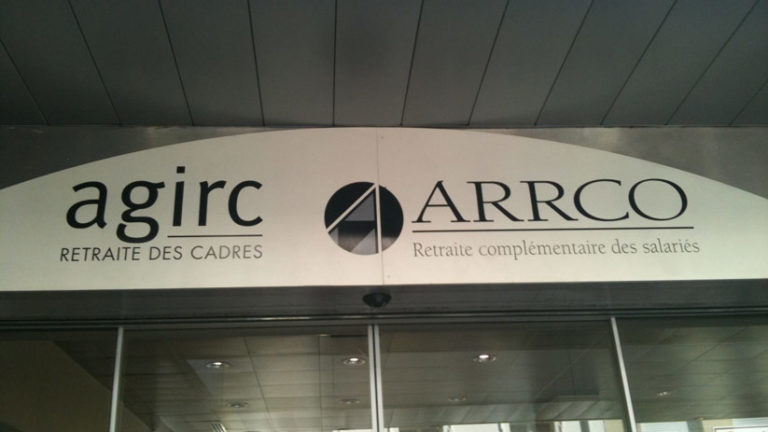 agirc
RETRAITE DES CADRES
ARRCO
Retraite complémentaire des salariés